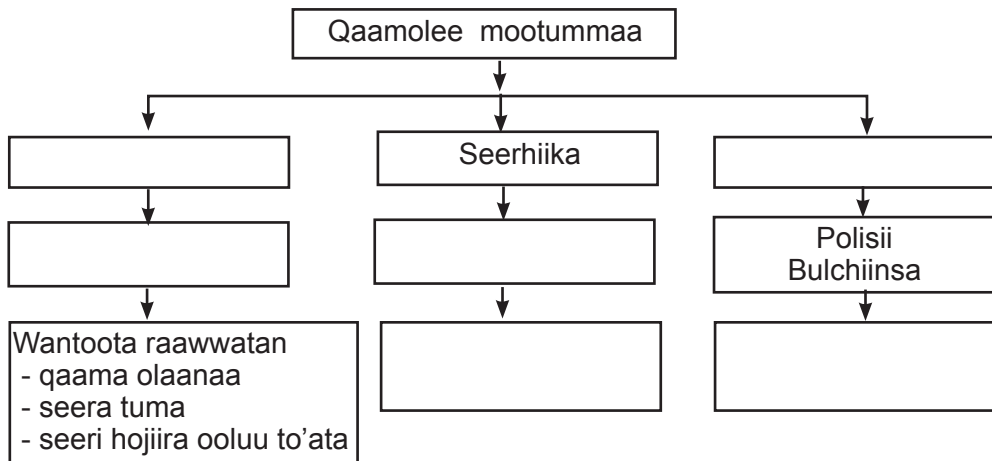 Qaamolee mootummaa
Seerhiika
Polisii
Bulchiinsa
Wantoota raawwatan
- qaama olaanaa
- seera tuma
- seeri hojiira ooluu to’ata